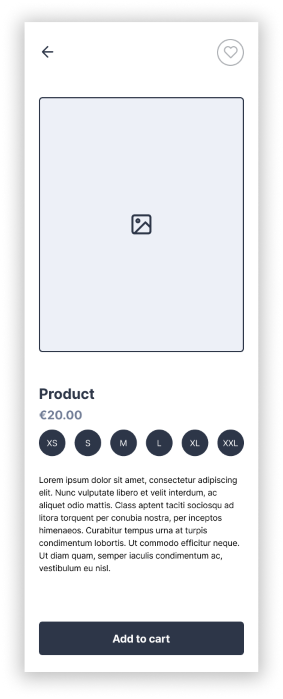 Product
€20.00
XS S M L XL XXL
Lorem ipsum dolor sit amet, consectetur adipiscing
elit. Nunc vulputate libero et velit interdum, ac
aliquet odio mattis. Class aptent taciti sociosqu ad
litora torquent per conubia nostra, per inceptos
himenaeos. Curabitur tempus urna at turpis
condimentum lobortis. Ut commodo efficitur neque.
Ut diam quam, semper iaculis condimentum ac,
vestibulum eu nisl.
Add to cart